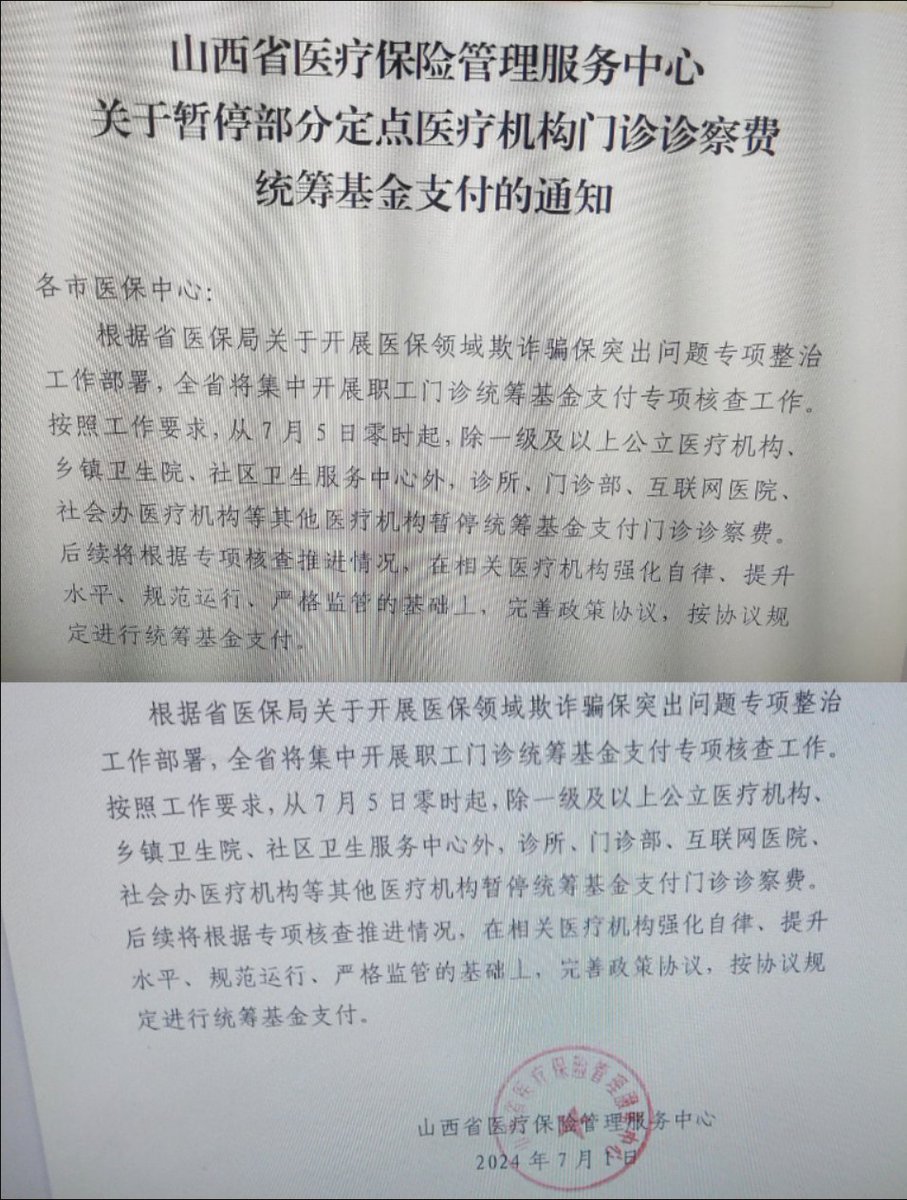 山西省医疗保险管理服务中心
关于暂停部分定点医疗机构门诊诊察费
统筹基金支付的通知
各市医保中心：
根据省医保局关于开展医保领域欺诈骗保突出问题专项整治
工作部署，全省将集中开展职工门诊统筹基金支付专项核查工作。
按照工作要求，从7月5日零时起，除一级及以上公立医疗机构、
乡镇卫生院、社区卫生服务中心外，诊所、门诊部、互联网医院、
社会办医疗机构等其他医疗机构暂停统筹基金支付门诊诊察费。
后续将根据专项核查推进情况，在相关医疗机构强化自律、提升
水平、规范运行、严格监管的基础上，完善政策协议，按协议规
定进行统筹基金支付。
根据省医保局关于开展医保领域欺诈骗保突出问题专项整治
工作部署，全省将集中开展职工门诊统筹基金支付专项核查工作。
按照工作要求，从7月5日零时起，除一级及以上公立医疗机构、
乡镇卫生院、社区卫生服务中心外，诊所、门诊部、互联网医院、
社会办医疗机构等其他医疗机构暂停统筹基金支付门诊诊察费。
后续将根据专项核查推进情况，在相关医疗机构强化自律、提升
水平、规范运行、严格监管的基础上，完善政策协议，按协议规
定进行统筹基金支付。
山西省医疗保险管理服务中心
山西省医疗保险管理服务中心
2024年7月1日